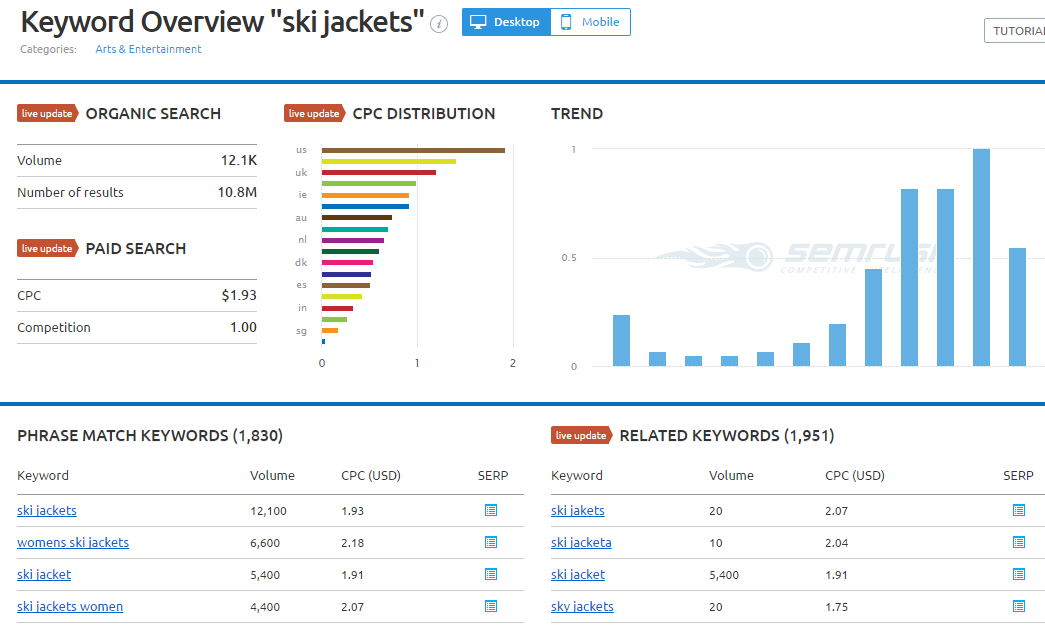 Keyword Overview "ski jackets" i
Desktop
Mobile
TUTORIA
Categories: Arts & Entertainment
live update ORGANIC SEARCH
Volume 12.1K
Number of results 10.8M
live update PAID SEARCH
CPC $1.93
Competition 1.00
live update CPC DISTRIBUTION
us
uk
ie
au
nl
dk
es
in
sg
0 1 2
TREND
1
0.5
0
semrush
COMPETITIVE INTELLIGENCE
PHRASE MATCH KEYWORDS (1,830)
Keyword Volume CPC (USD) SERP
ski jackets 12,100 1.93
womens ski jackets 6,600 2.18
ski jacket 5,400 1.91
ski jackets women 4,400 2.07
live update RELATED KEYWORDS (1,951)
Keyword Volume CPC (USD) SERP
ski jakets 20 2.07
ski jacketa 10 2.04
ski jacket 5,400 1.91
sky jackets 20 1.75